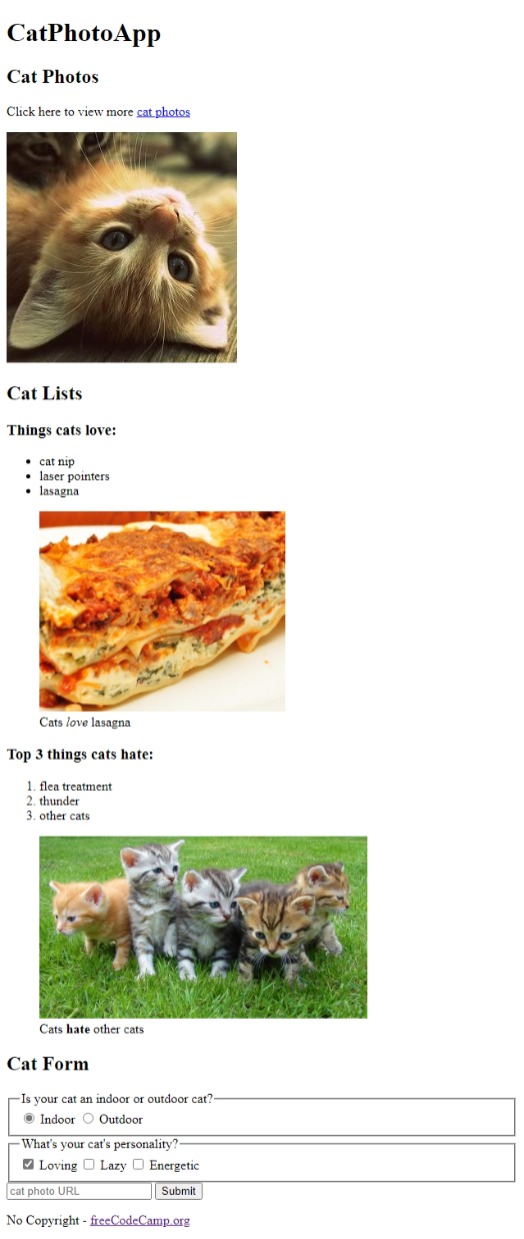 CatPhotoApp
Cat Photos
Click here to view more cat photos
Cat Lists
Things cats love:
cat nip
laser pointers
lasagna
Cats love lasagna
Top 3 things cats hate:
1. flea treatment
2. thunder
3. other cats
Cats hate other cats
Cat Form
Is your cat an indoor or outdoor cat?
Indoor Outdoor
What's your cat's personality?
Loving Lazy Energetic
cat photo URL Submit
No Copyright - freeCodeCamp.org